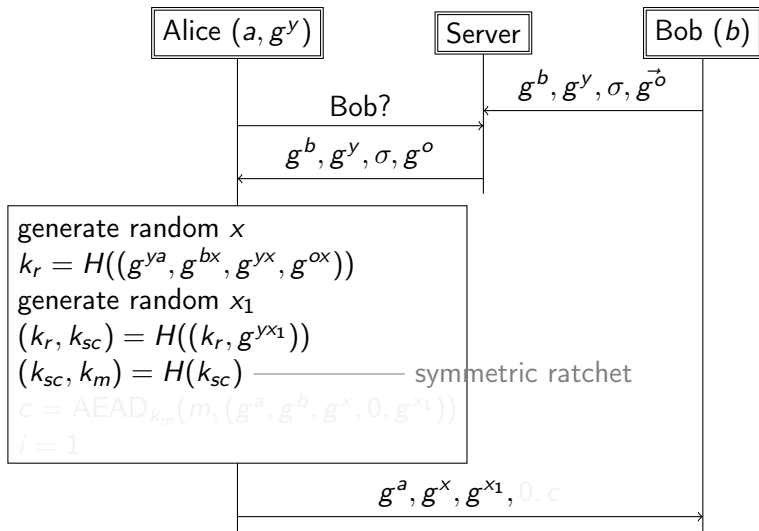 Alice (a, g^y)
Server
Bob (b)
g^b, g^y, σ, g^o⃗
Bob?
g^b, g^y, σ, g^o
generate random x
k_r = H((g^{ya}, g^{bx}, g^{yx}, g^{ox}))
generate random x_1
(k_r, k_{sc}) = H((k_r, g^{yx_1}))
(k_{sc}, k_m) = H(k_{sc})
symmetric ratchet
c = AEAD_{k_m}(m, (g^a, g^b, g^x, 0, g^{x_1}))
i = 1
g^a, g^x, g^{x_1}, 0, c